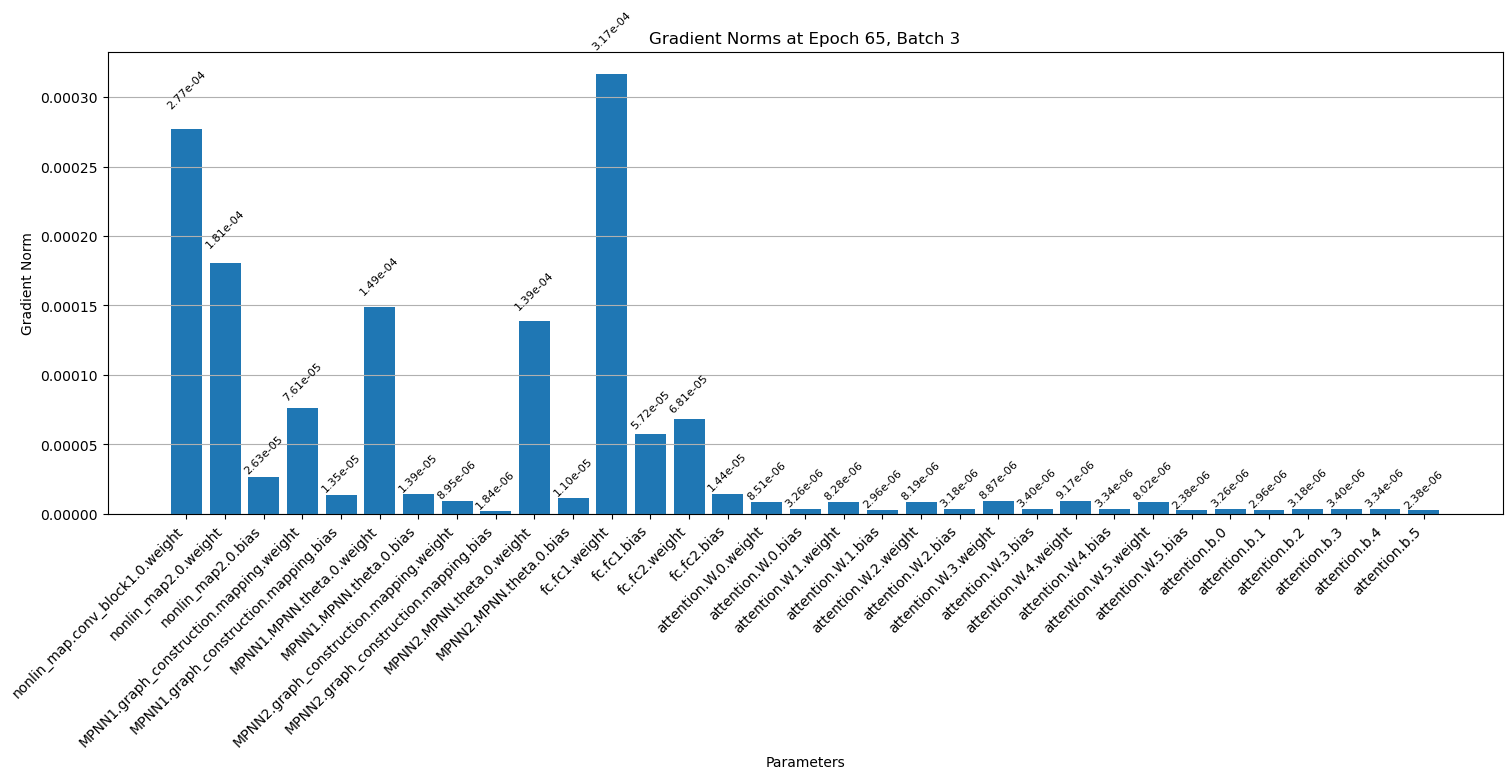 Gradient Norms at Epoch 65, Batch 3
Gradient Norm
0.00030
0.00025
0.00020
0.00015
0.00010
0.00005
0.00000
2.77e-04
1.81e-04
2.63e-05
7.61e-05
1.35e-05
1.49e-04
1.39e-05
8.95e-06
1.84e-06
1.39e-04
1.10e-05
3.17e-04
5.72e-05
6.81e-05
1.44e-05
8.51e-06
3.26e-06
8.28e-06
2.96e-06
8.19e-06
3.18e-06
8.87e-06
3.40e-06
9.17e-06
3.34e-06
8.02e-06
2.38e-06
3.26e-06
2.96e-06
3.18e-06
3.40e-06
3.34e-06
2.38e-06
nonlin_map.conv_block1.0.weight
nonlin_map2.0.weight
nonlin_map2.0.bias
MPNN1.graph_construction.mapping.weight
MPNN1.graph_construction.mapping.bias
MPNN1.MPNN.theta.0.weight
MPNN1.MPNN.theta.0.bias
MPNN2.graph_construction.mapping.weight
MPNN2.graph_construction.mapping.bias
MPNN2.MPNN.theta.0.weight
MPNN2.MPNN.theta.0.bias
fc.fc1.weight
fc.fc1.bias
fc.fc2.weight
fc.fc2.bias
attention.W.0.weight
attention.W.0.bias
attention.W.1.weight
attention.W.1.bias
attention.W.2.weight
attention.W.2.bias
attention.W.3.weight
attention.W.3.bias
attention.W.4.weight
attention.W.4.bias
attention.W.5.weight
attention.W.5.bias
attention.b.0
attention.b.1
attention.b.2
attention.b.3
attention.b.4
attention.b.5
Parameters